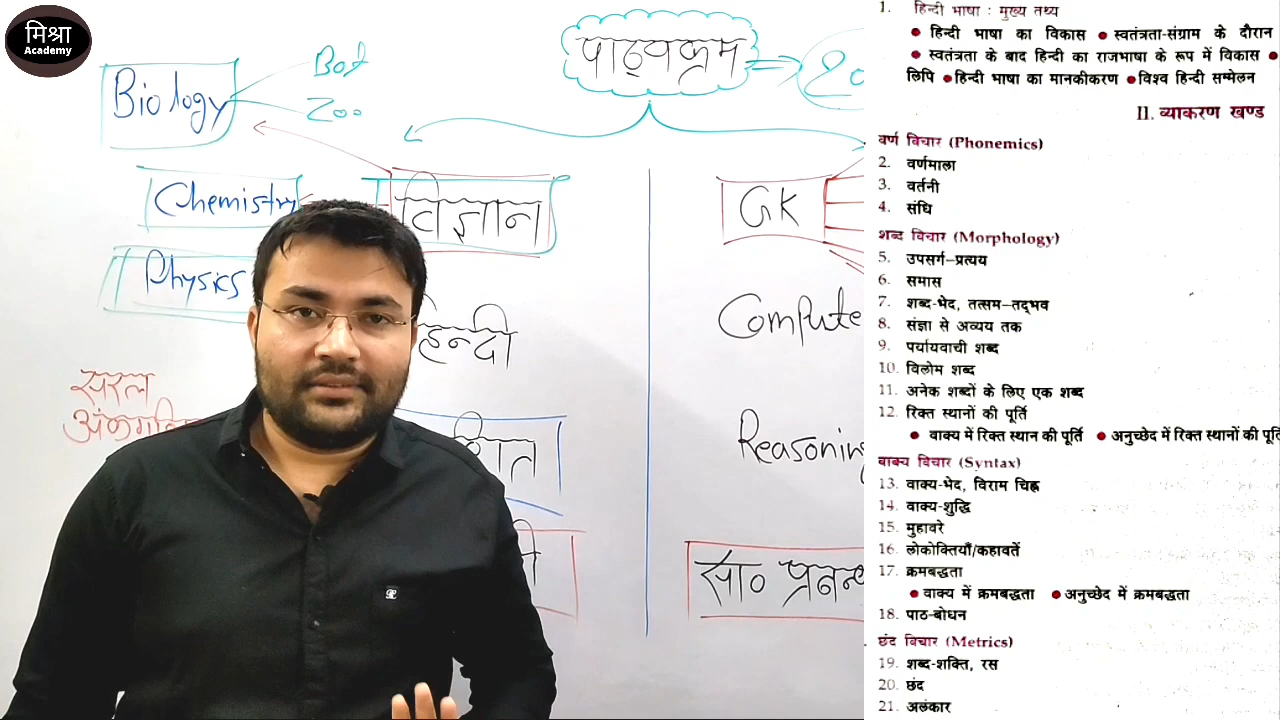 मिश्रा
Academy
पाठ्यक्रम
20
Biology
Bot
Zoo
Chemistry
Physics
विज्ञान
हिन्दी
सरल
GK
Reasoning
सा० प्रबन्ध
1. हिन्दी भाषा : मुख्य तथ्य
• हिन्दी भाषा का विकास • स्वतंत्रता-संग्राम के दौरान
• स्वतंत्रता के बाद हिन्दी का राजभाषा के रूप में विकास •
लिपि • हिन्दी भाषा का मानकीकरण • विश्व हिन्दी सम्मेलन
II. व्याकरण खण्ड
वर्ण विचार (Phonemics)
2. वर्णमाला
3. वर्तनी
4. संधि
शब्द विचार (Morphology)
5. उपसर्ग–प्रत्यय
6. समास
7. शब्द-भेद, तत्सम–तद्भव
8. संज्ञा से अव्यय तक
9. पर्यायवाची शब्द
10. विलोम शब्द
11. अनेक शब्दों के लिए एक शब्द
12. रिक्त स्थानों की पूर्ति
• वाक्य में रिक्त स्थान की पूर्ति • अनुच्छेद में रिक्त स्थानों की
वाक्य विचार (Syntax)
13. वाक्य-भेद, विराम चिह्न
14. वाक्य-शुद्धि
15. मुहावरे
16. लोकोक्तियाँ/कहावतें
17. क्रमबद्धता
• वाक्य में क्रमबद्धता • अनुच्छेद में क्रमबद्धता
18. पाठ-बोधन
छंद विचार (Metrics)
19. शब्द-शक्ति, रस
20. छंद
21. अलंकार